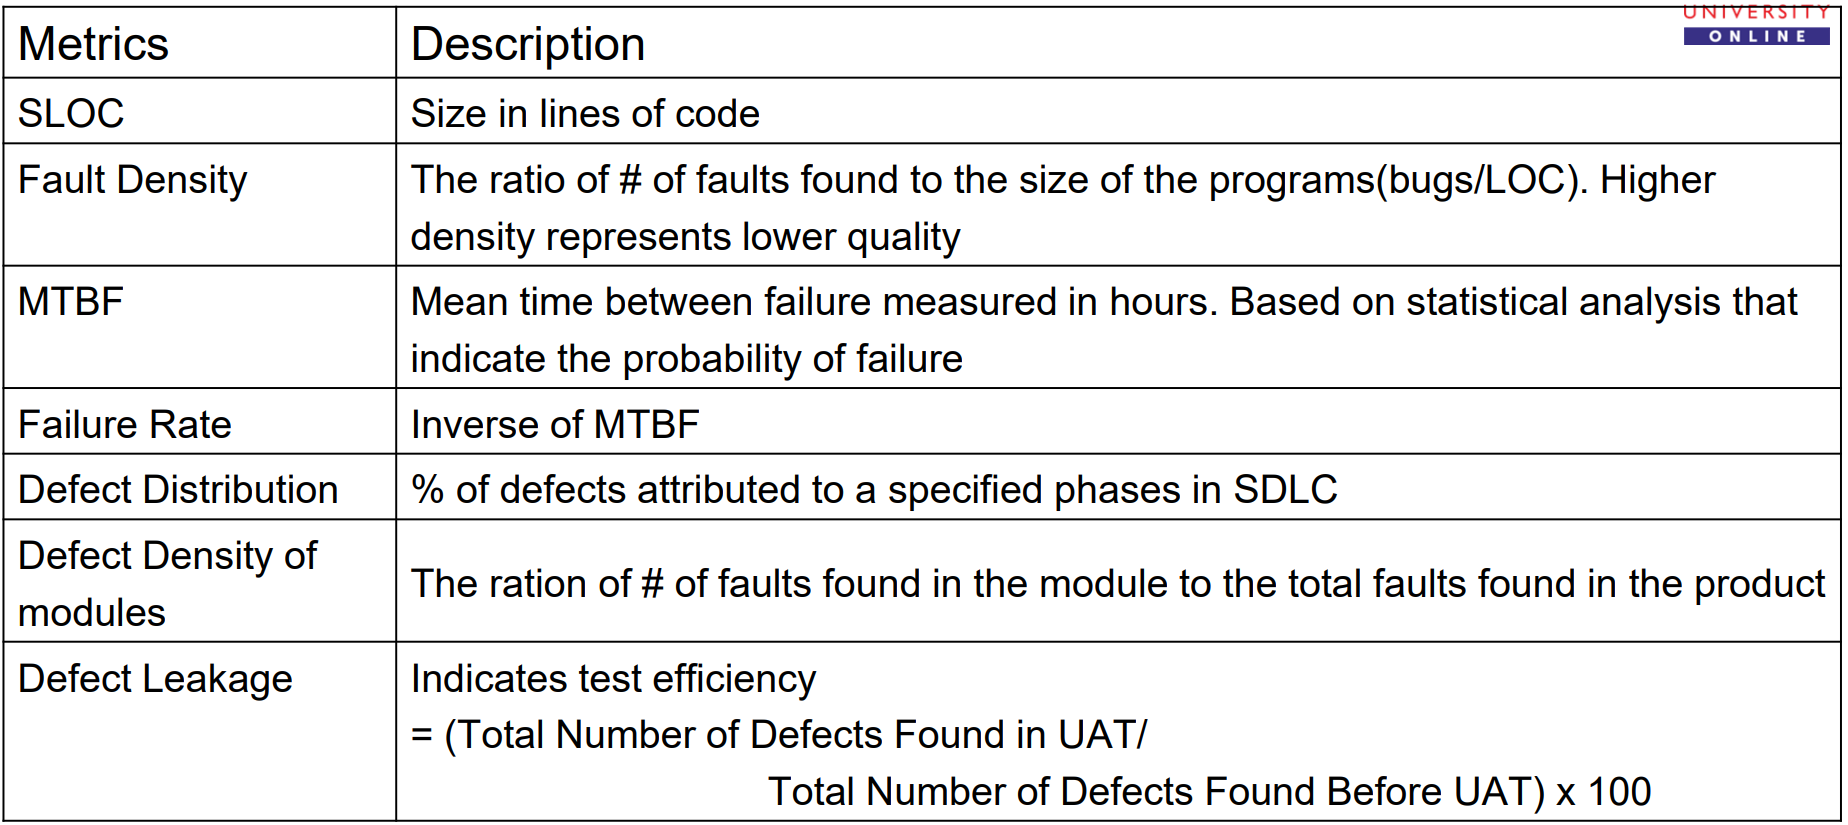 UNIVERSITY
ONLINE
Metrics Description
SLOC Size in lines of code
Fault Density The ratio of # of faults found to the size of the programs(bugs/LOC). Higher
density represents lower quality
MTBF Mean time between failure measured in hours. Based on statistical analysis that
indicate the probability of failure
Failure Rate Inverse of MTBF
Defect Distribution % of defects attributed to a specified phases in SDLC
Defect Density of
modules
The ration of # of faults found in the module to the total faults found in the product
Defect Leakage Indicates test efficiency
= (Total Number of Defects Found in UAT/
Total Number of Defects Found Before UAT) x 100